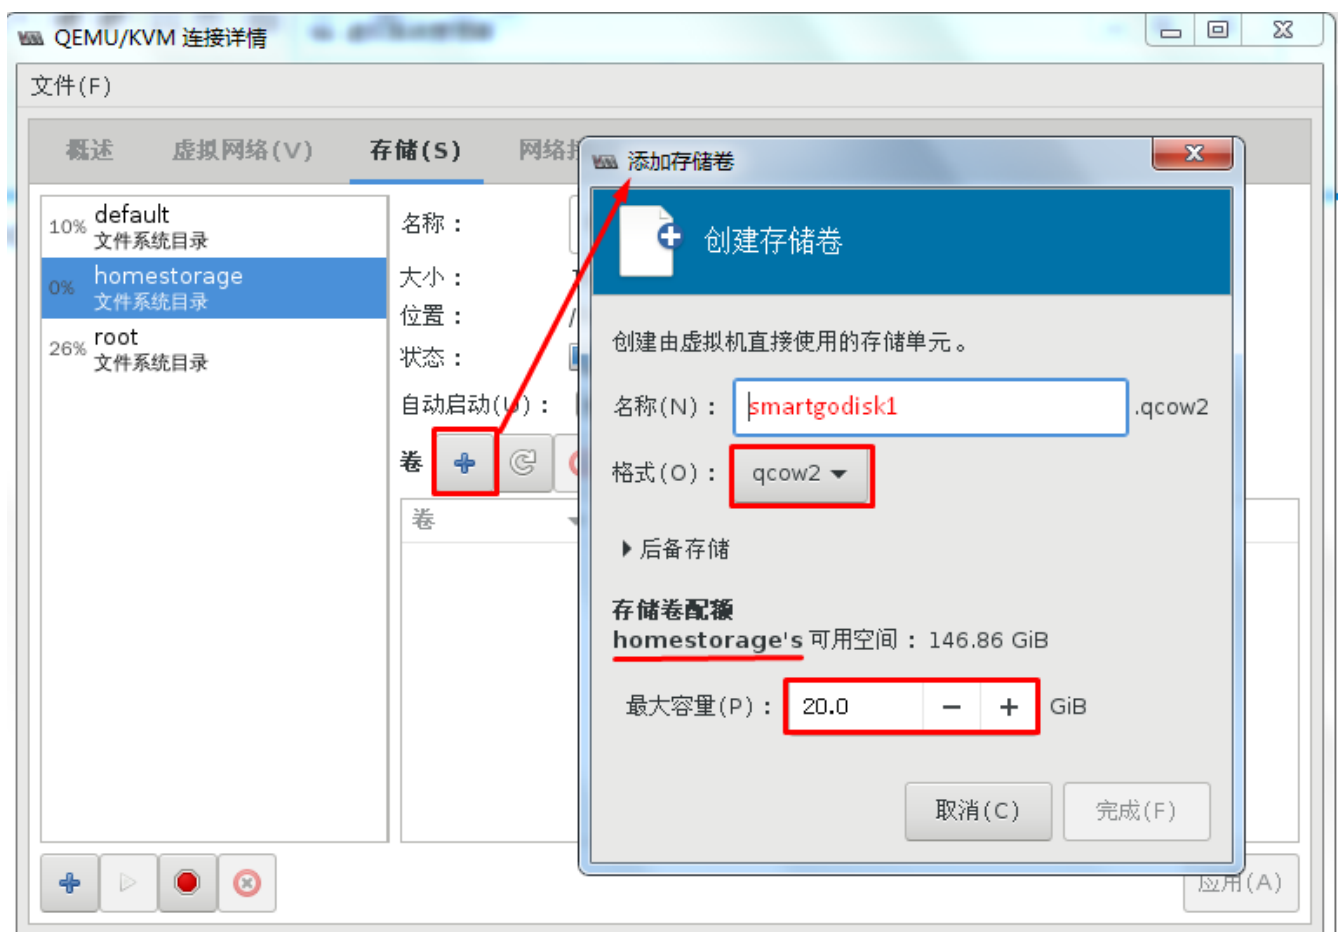 QEMU/KVM 连接详情
文件(F)
概述 虚拟网络(V) 存储(S) 网络
10% default
文件系统目录
0% homestorage
文件系统目录
26% root
文件系统目录
名称：
大小：
位置： /
状态：
自动启动(U)：
卷
卷
添加存储卷
创建存储卷
创建由虚拟机直接使用的存储单元。
名称(N)： smartgodisk1 .qcow2
格式(O)： qcow2
后备存储
存储卷配额
homestorage's 可用空间：146.86 GiB
最大容量(P)： 20.0 − + GiB
取消(C) 完成(F)
应用(A)